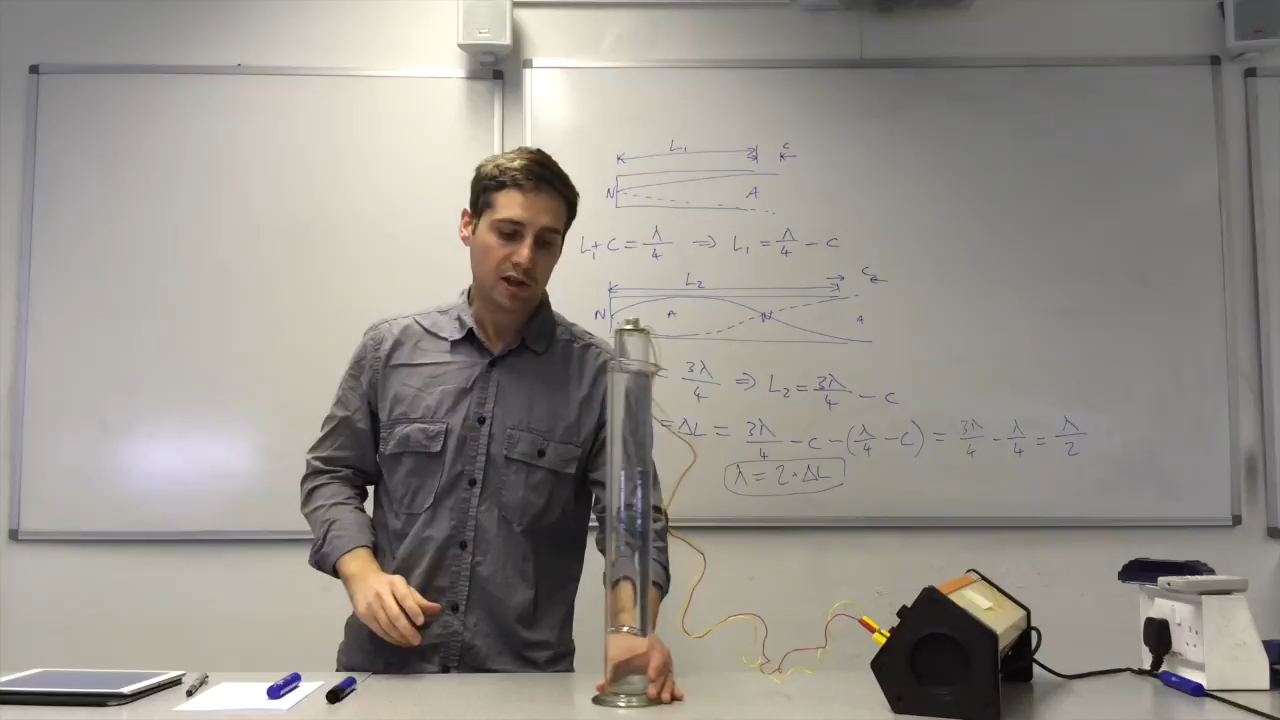 L₁ c
N A
L₁+C = λ/4 ⇒ L₁ = λ/4 − C
L₂ C
N A N A
3λ/4 ⇒ L₂ = 3λ/4 − C
= ΔL = 3λ/4 − C − (λ/4 − C) = 3λ/4 − λ/4 = λ/2
λ = 2 · ΔL